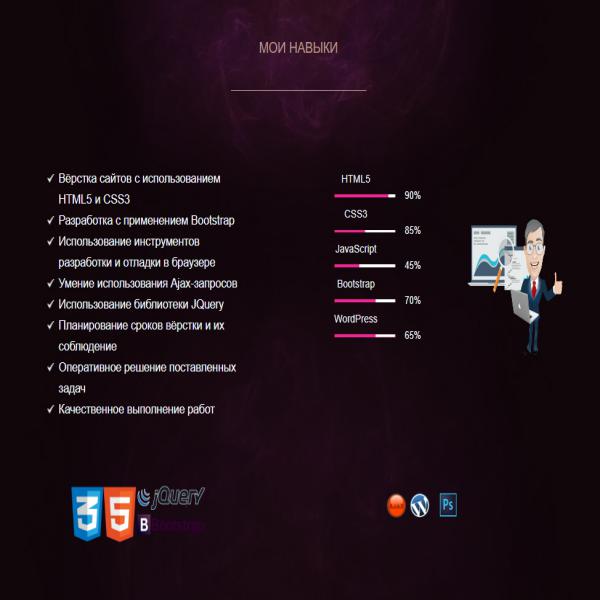 МОИ НАВЫКИ
Вёрстка сайтов с использованием
HTML5 и CSS3
Разработка с применением Bootstrap
Использование инструментов
разработки и отладки в браузере
Умение использования Ajax-запросов
Использование библиотеки JQuery
Планирование сроков вёрстки и их
соблюдение
Оперативное решение поставленных
задач
Качественное выполнение работ
HTML5
90%
CSS3
85%
JavaScript
45%
Bootstrap
70%
WordPress
65%
3 5
jQuery
B Bootstrap
W
Ps